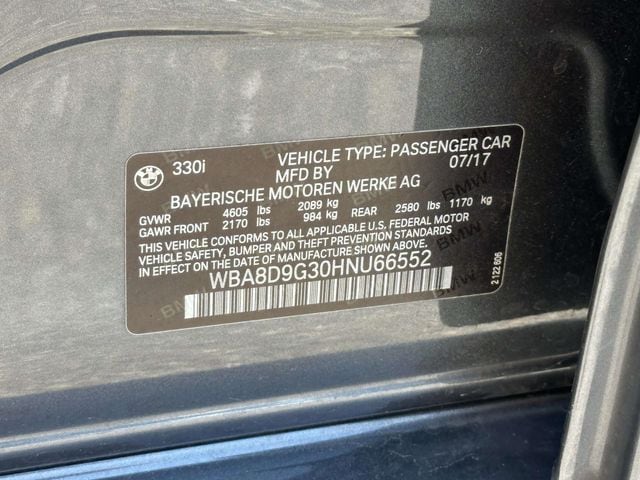 330i VEHICLE TYPE: PASSENGER CAR
MFD BY 07/17
BAYERISCHE MOTOREN WERKE AG
GVWR 4605 lbs 2089 kg
GAWR FRONT 2170 lbs 984 kg REAR 2580 lbs 1170 kg
THIS VEHICLE CONFORMS TO ALL APPLICABLE U.S. FEDERAL MOTOR
VEHICLE SAFETY, BUMPER AND THEFT PREVENTION STANDARDS
IN EFFECT ON THE DATE OF MANUFACTURE SHOWN ABOVE.
WBA8D9G30HNU66552
2 122 606